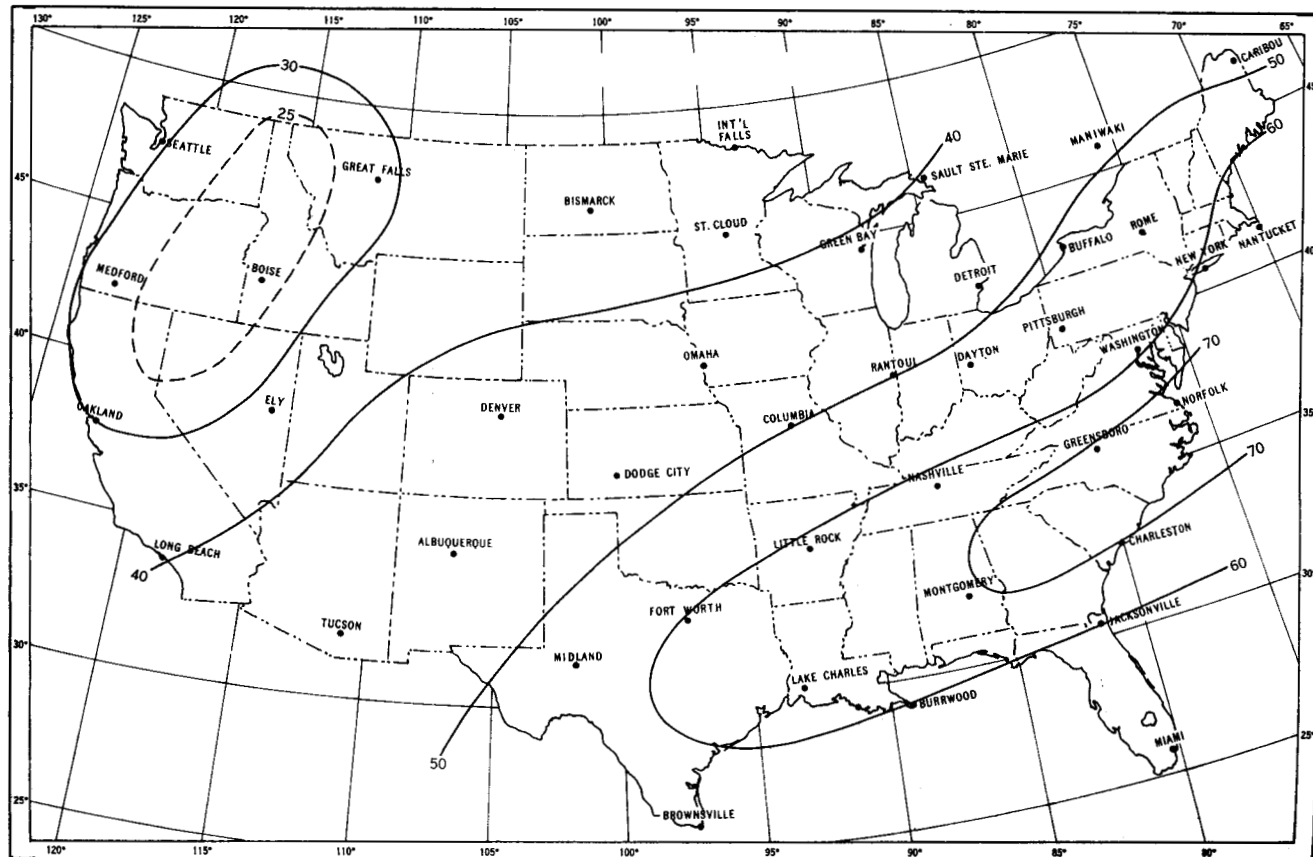 130° 125° 120° 115° 110° 105° 100° 95° 90° 85° 80° 75° 70° 65°
30
25
40
50
CARIBOU
45°
60
INT'L
FALLS
MANIWAKI
SEATTLE
GREAT FALLS
SAULT STE. MARIE
45°
BISMARCK
ST. CLOUD
GREEN BAY
BUFFALO
ROME
NANTUCKET
NEW YORK
40°
MEDFORD
BOISE
DETROIT
40°
PITTSBURGH
WASHINGTON
70
OMAHA
RANTOUL
DAYTON
OAKLAND
ELY
DENVER
COLUMBIA
NORFOLK
35°
GREENSBORO
70
DODGE CITY
NASHVILLE
35°
LONG BEACH
ALBUQUERQUE
LITTLE ROCK
CHARLESTON
40
60
30°
MONTGOMERY
FORT WORTH
JACKSONVILLE
TUCSON
30°
MIDLAND
LAKE CHARLES
BURRWOOD
25°
MIAMI
50
25°
BROWNSVILLE
120° 115° 110° 105° 100° 95° 90° 85° 80°